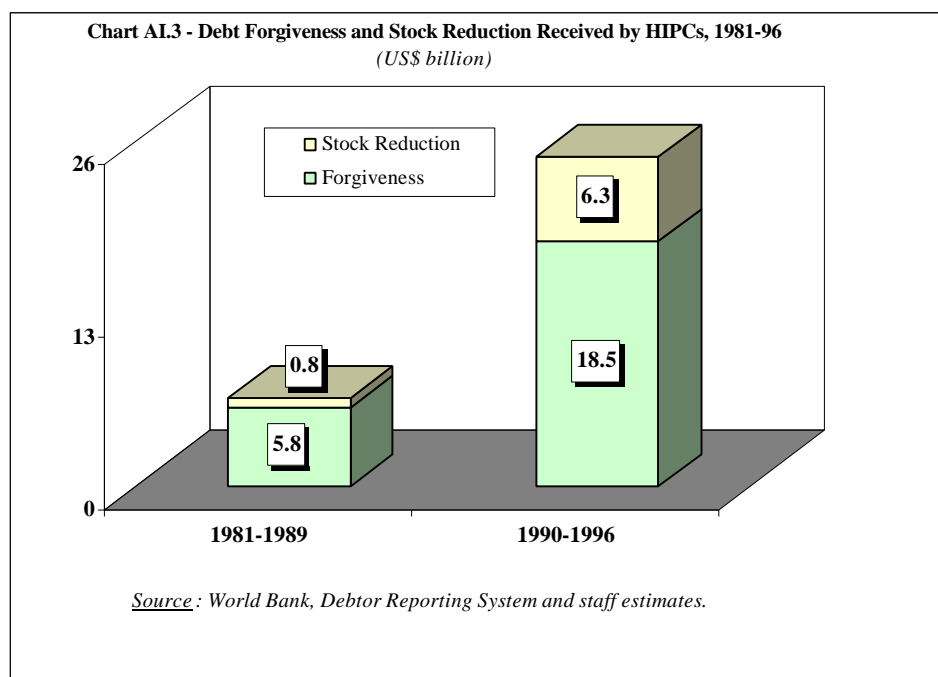 Chart AI.3 - Debt Forgiveness and Stock Reduction Received by HIPCs, 1981-96
(US$ billion)
Stock Reduction
Forgiveness
26
13
0
6.3
18.5
0.8
5.8
1981-1989
1990-1996
Source : World Bank, Debtor Reporting System and staff estimates.